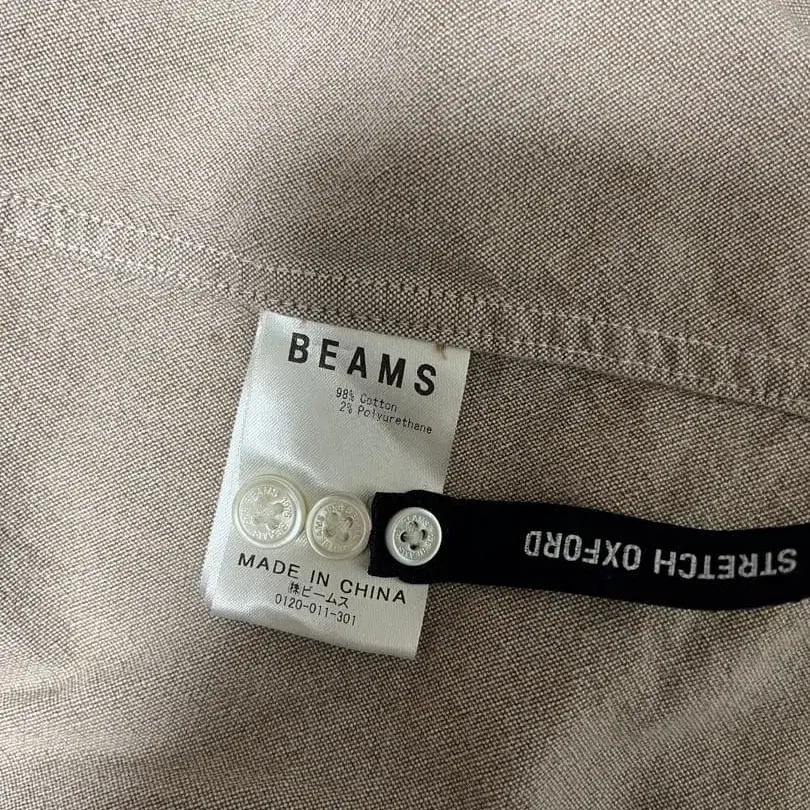 BEAMS
98% Cotton
2% Polyurethane
MADE IN CHINA
㈱ビームス
0120-011-301
STRETCH OXFORD